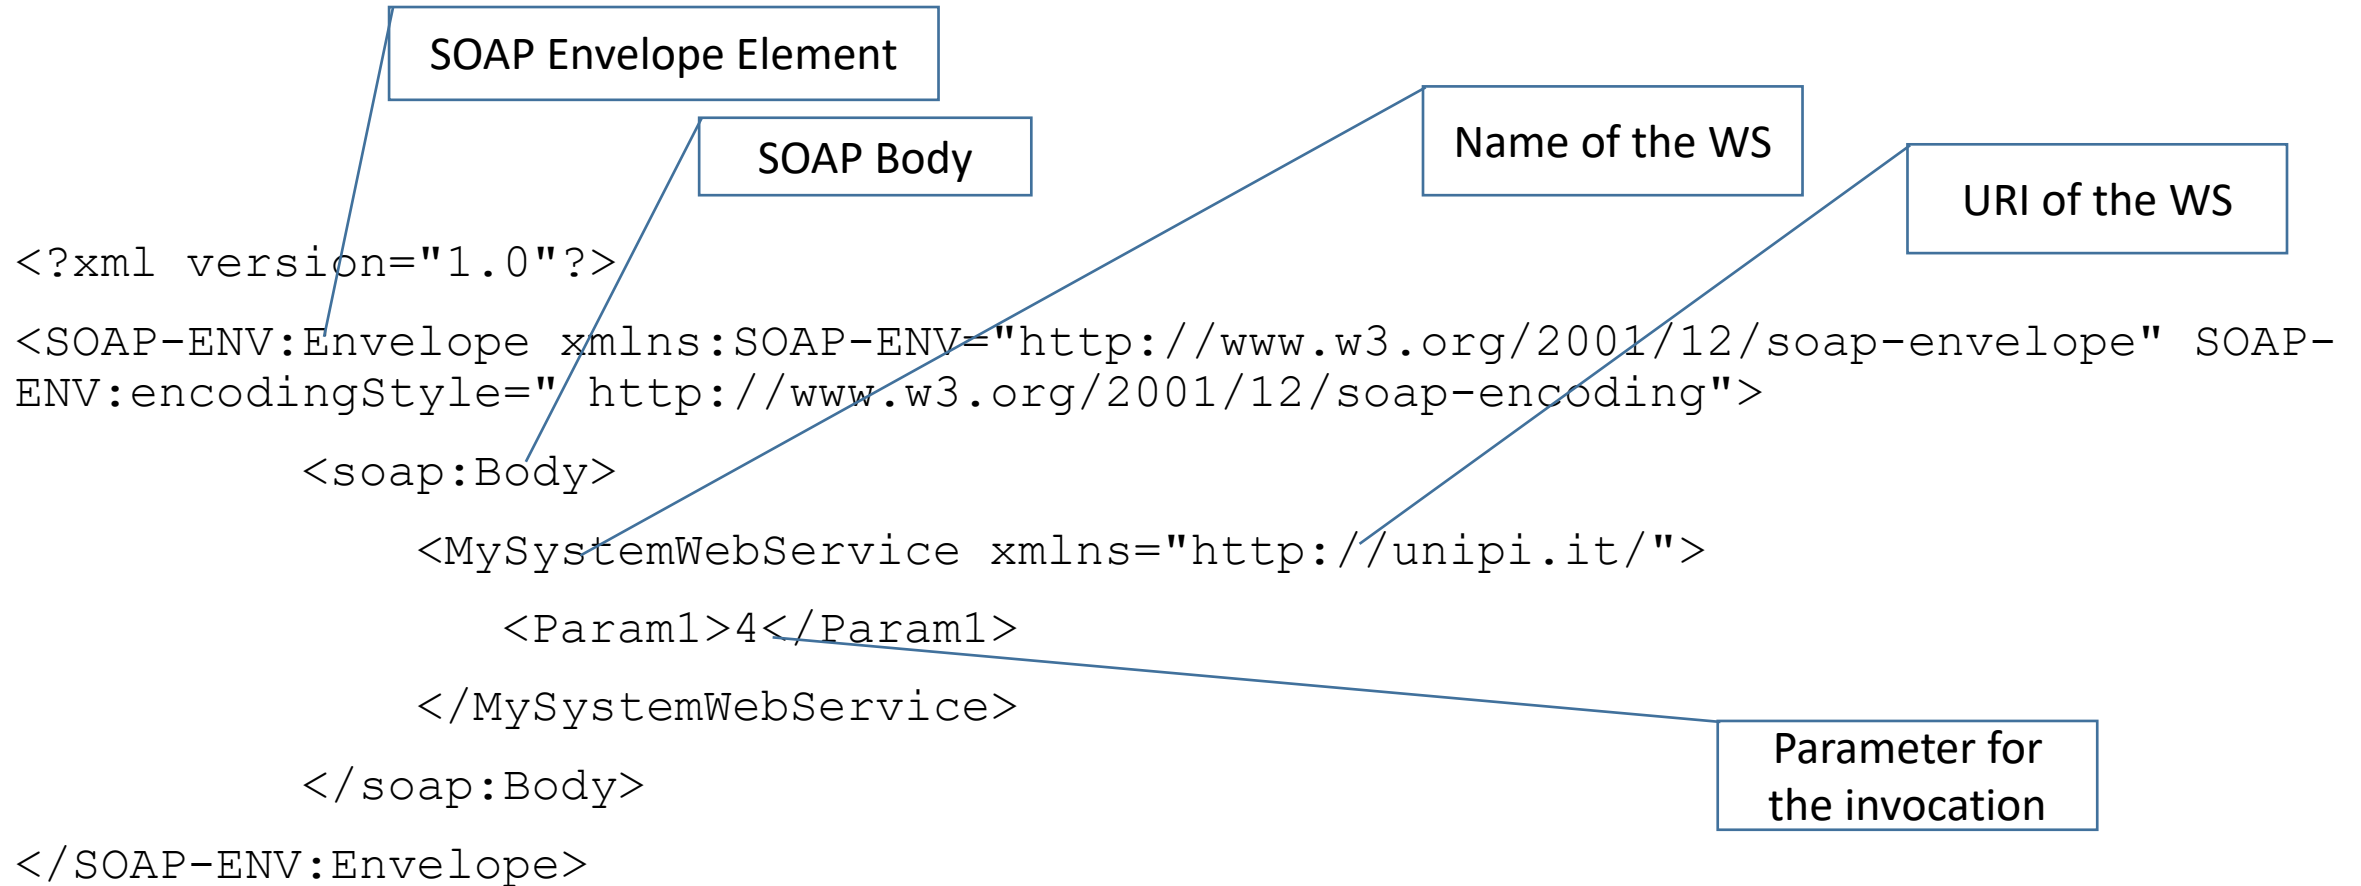 SOAP Envelope Element
SOAP Body
Name of the WS
URI of the WS
<?xml version="1.0"?>
<SOAP-ENV:Envelope xmlns:SOAP-ENV="http://www.w3.org/2001/12/soap-envelope" SOAP-
ENV:encodingStyle=" http://www.w3.org/2001/12/soap-encoding">
<soap:Body>
<MySystemWebService xmlns="http://unipi.it/">
<Param1>4</Param1>
</MySystemWebService>
Parameter for
the invocation
</soap:Body>
</SOAP-ENV:Envelope>